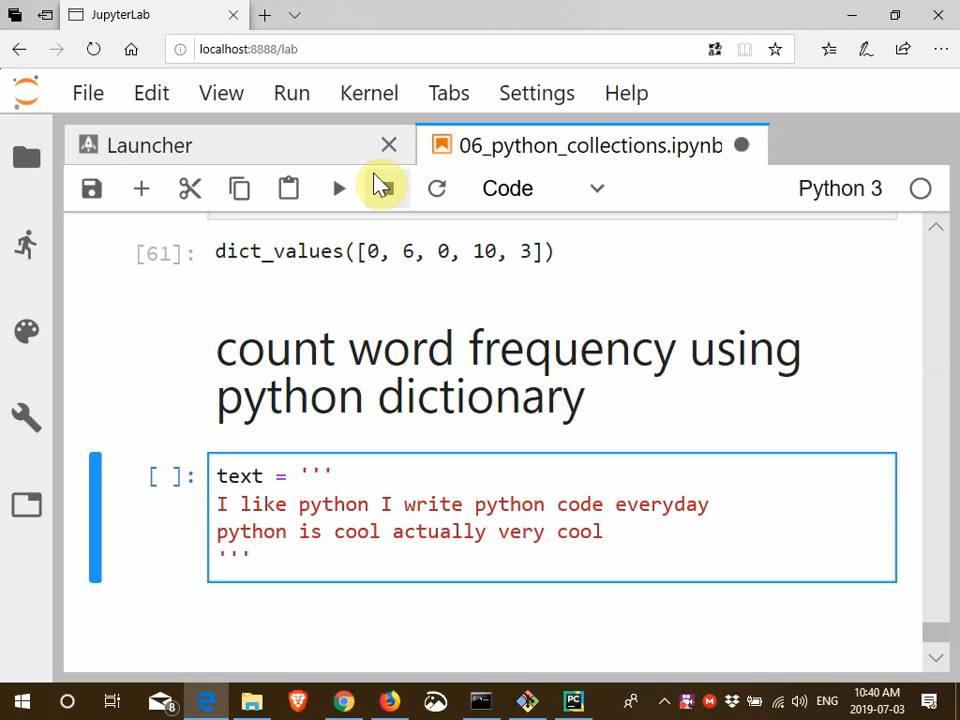 JupyterLab
localhost:8888/lab
File Edit View Run Kernel Tabs Settings Help
Launcher
06_python_collections.ipynb
Code
Python 3
[61]: dict_values([0, 6, 0, 10, 3])
count word frequency using
python dictionary
[ ]: text = '''
I like python I write python code everyday
python is cool actually very cool
'''
8
PC
ENG
10:40 AM
2019-07-03